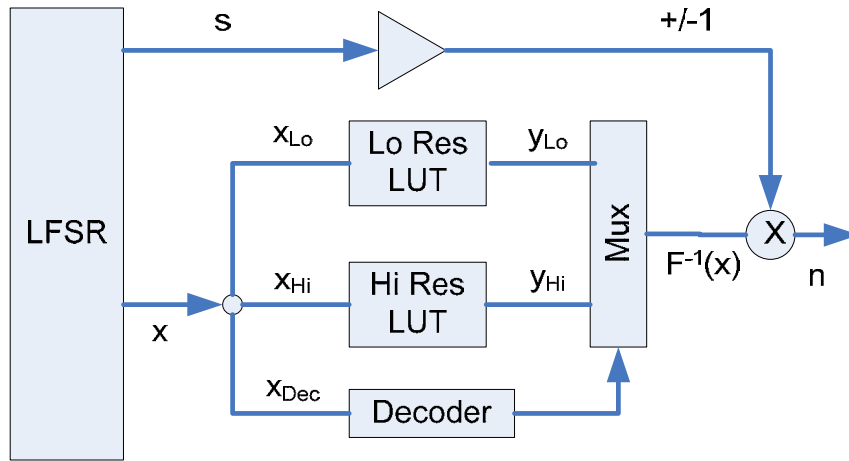 s
+/-1
LFSR
x
x_Lo
Lo Res
LUT
y_Lo
x_Hi
Hi Res
LUT
y_Hi
x_Dec
Decoder
Mux
F⁻¹(x)
X
n